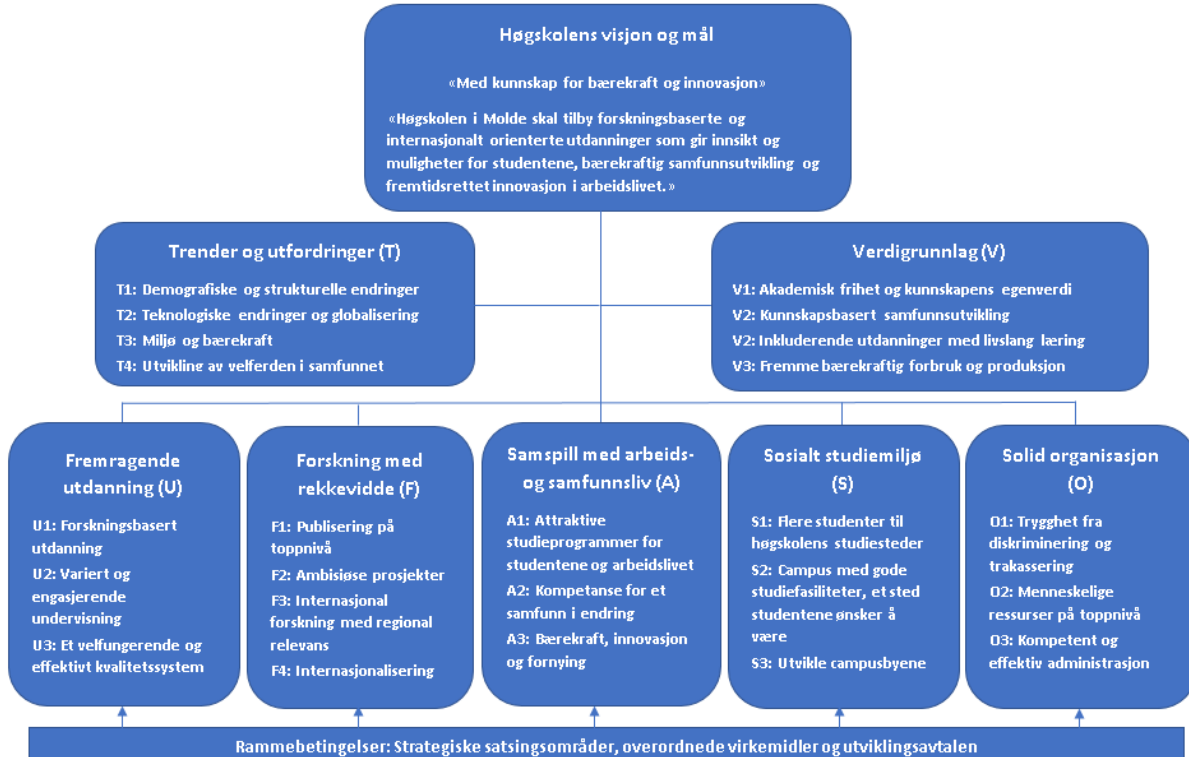 Høgskolens visjon og mål
«Med kunnskap for bærekraft og innovasjon»
«Høgskolen i Molde skal tilby forskningsbaserte og
internasjonalt orienterte utdanninger som gir innsikt og
muligheter for studentene, bærekraftig samfunnsutvikling og
fremtidsrettet innovasjon i arbeidslivet.»
Trender og utfordringer (T)
T1: Demografiske og strukturelle endringer
T2: Teknologiske endringer og globalisering
T3: Miljø og bærekraft
T4: Utvikling av velferden i samfunnet
Verdigrunnlag (V)
V1: Akademisk frihet og kunnskapens egenverdi
V2: Kunnskapsbasert samfunnsutvikling
V2: Inkluderende utdanninger med livslang læring
V3: Fremme bærekraftig forbruk og produksjon
Fremragende
utdanning (U)
U1: Forskningsbasert
utdanning
U2: Variert og
engasjerende
undervisning
U3: Et velfungerende og
effektivt kvalitetssystem
Forskning med
rekkevidde (F)
F1: Publisering på
toppnivå
F2: Ambisiøse prosjekter
F3: Internasjonal
forskning med regional
relevans
F4: Internasjonalisering
Samspill med arbeids-
og samfunnsliv (A)
A1: Attraktive
studieprogrammer for
studentene og arbeidslivet
A2: Kompetanse for et
samfunn i endring
A3: Bærekraft, innovasjon
og fornying
Sosialt studiemiljø
(S)
S1: Flere studenter til
høgskolens studiesteder
S2: Campus med gode
studiefasiliteter, et sted
studentene ønsker å
være
S3: Utvikle campusbyene
Solid organisasjon
(O)
O1: Trygghet fra
diskriminering og
trakassering
O2: Menneskelige
ressurser på toppnivå
O3: Kompetent og
effektiv administrasjon
Rammebetingelser: Strategiske satsingsområder, overordnede virkemidler og utviklingsavtalen